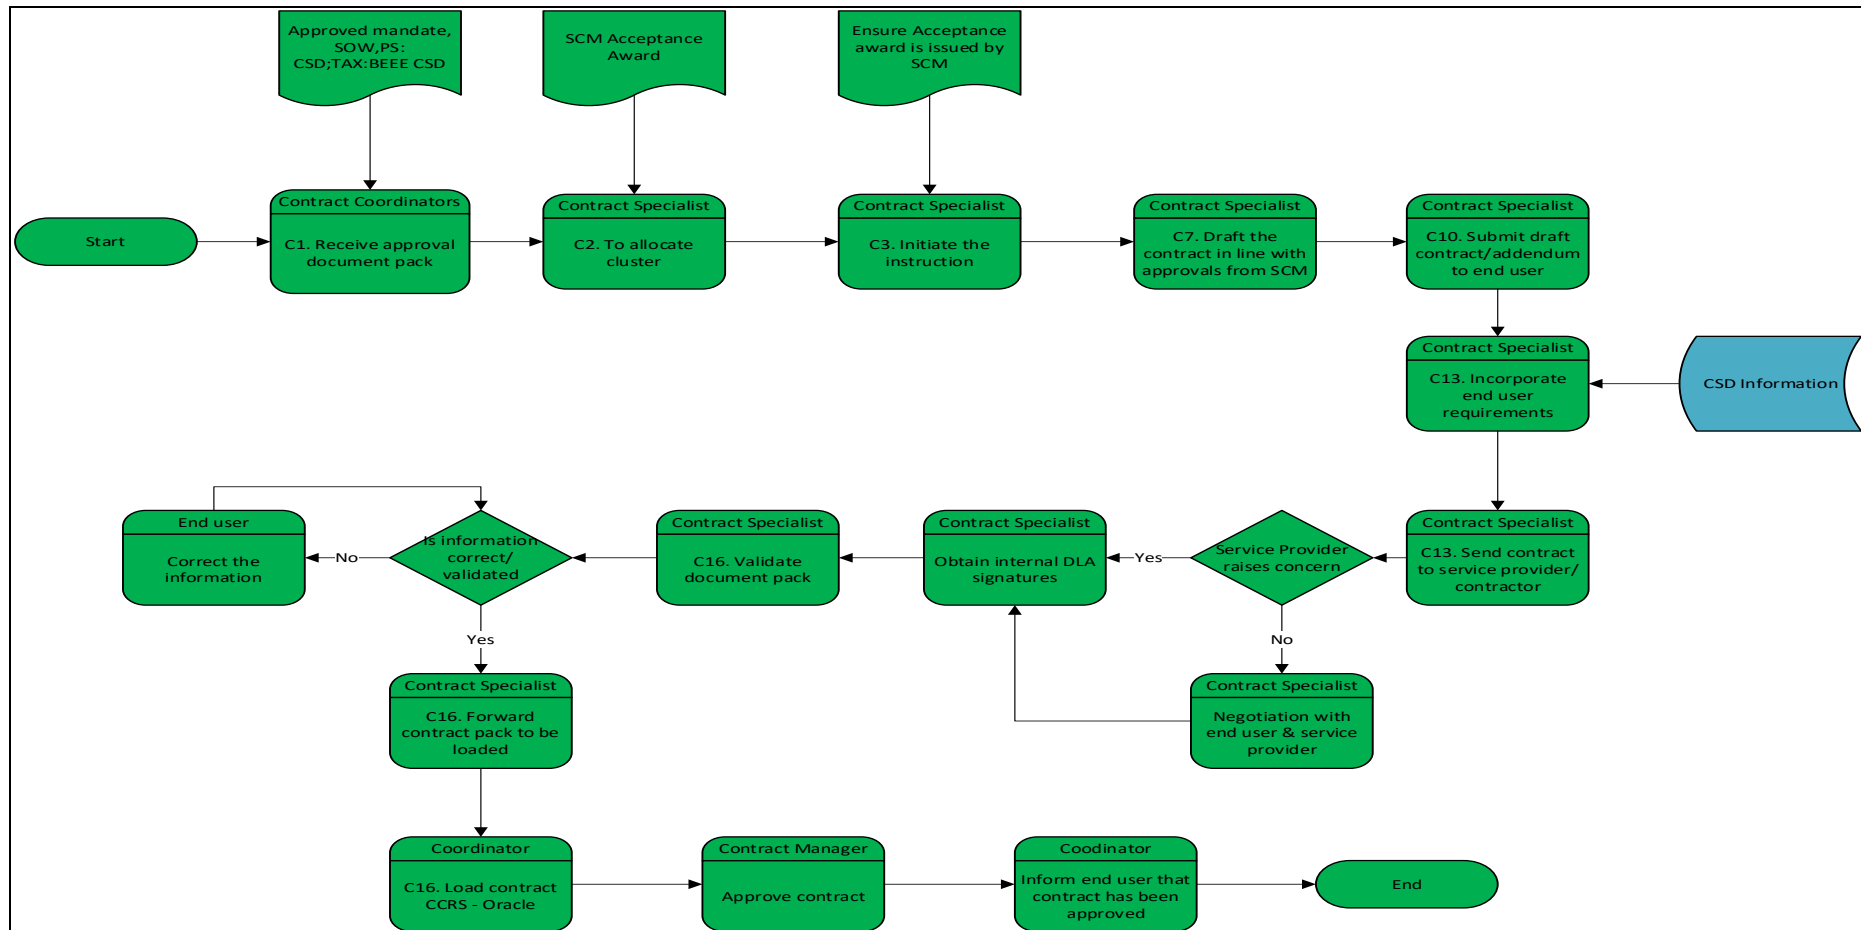 Approved mandate,
SOW,PS:
CSD;TAX:BEEE CSD
SCM Acceptance
Award
Ensure Acceptance
award is issued by
SCM
Start
Contract Coordinators
C1. Receive approval
document pack
Contract Specialist
C2. To allocate
cluster
Contract Specialist
C3. Initiate the
instruction
Contract Specialist
C7. Draft the
contract in line with
approvals from SCM
Contract Specialist
C10. Submit draft
contract/addendum
to end user
Contract Specialist
C13. Incorporate
end user
requirements
CSD Information
End user
Correct the
information
No
Is information
correct/
validated
Contract Specialist
C16. Validate
document pack
Contract Specialist
Obtain internal DLA
signatures
Yes
Service Provider
raises concern
Contract Specialist
C13. Send contract
to service provider/
contractor
Yes
No
Contract Specialist
C16. Forward
contract pack to be
loaded
Contract Specialist
Negotiation with
end user & service
provider
Coordinator
C16. Load contract
CCRS - Oracle
Contract Manager
Approve contract
Coodinator
Inform end user that
contract has been
approved
End